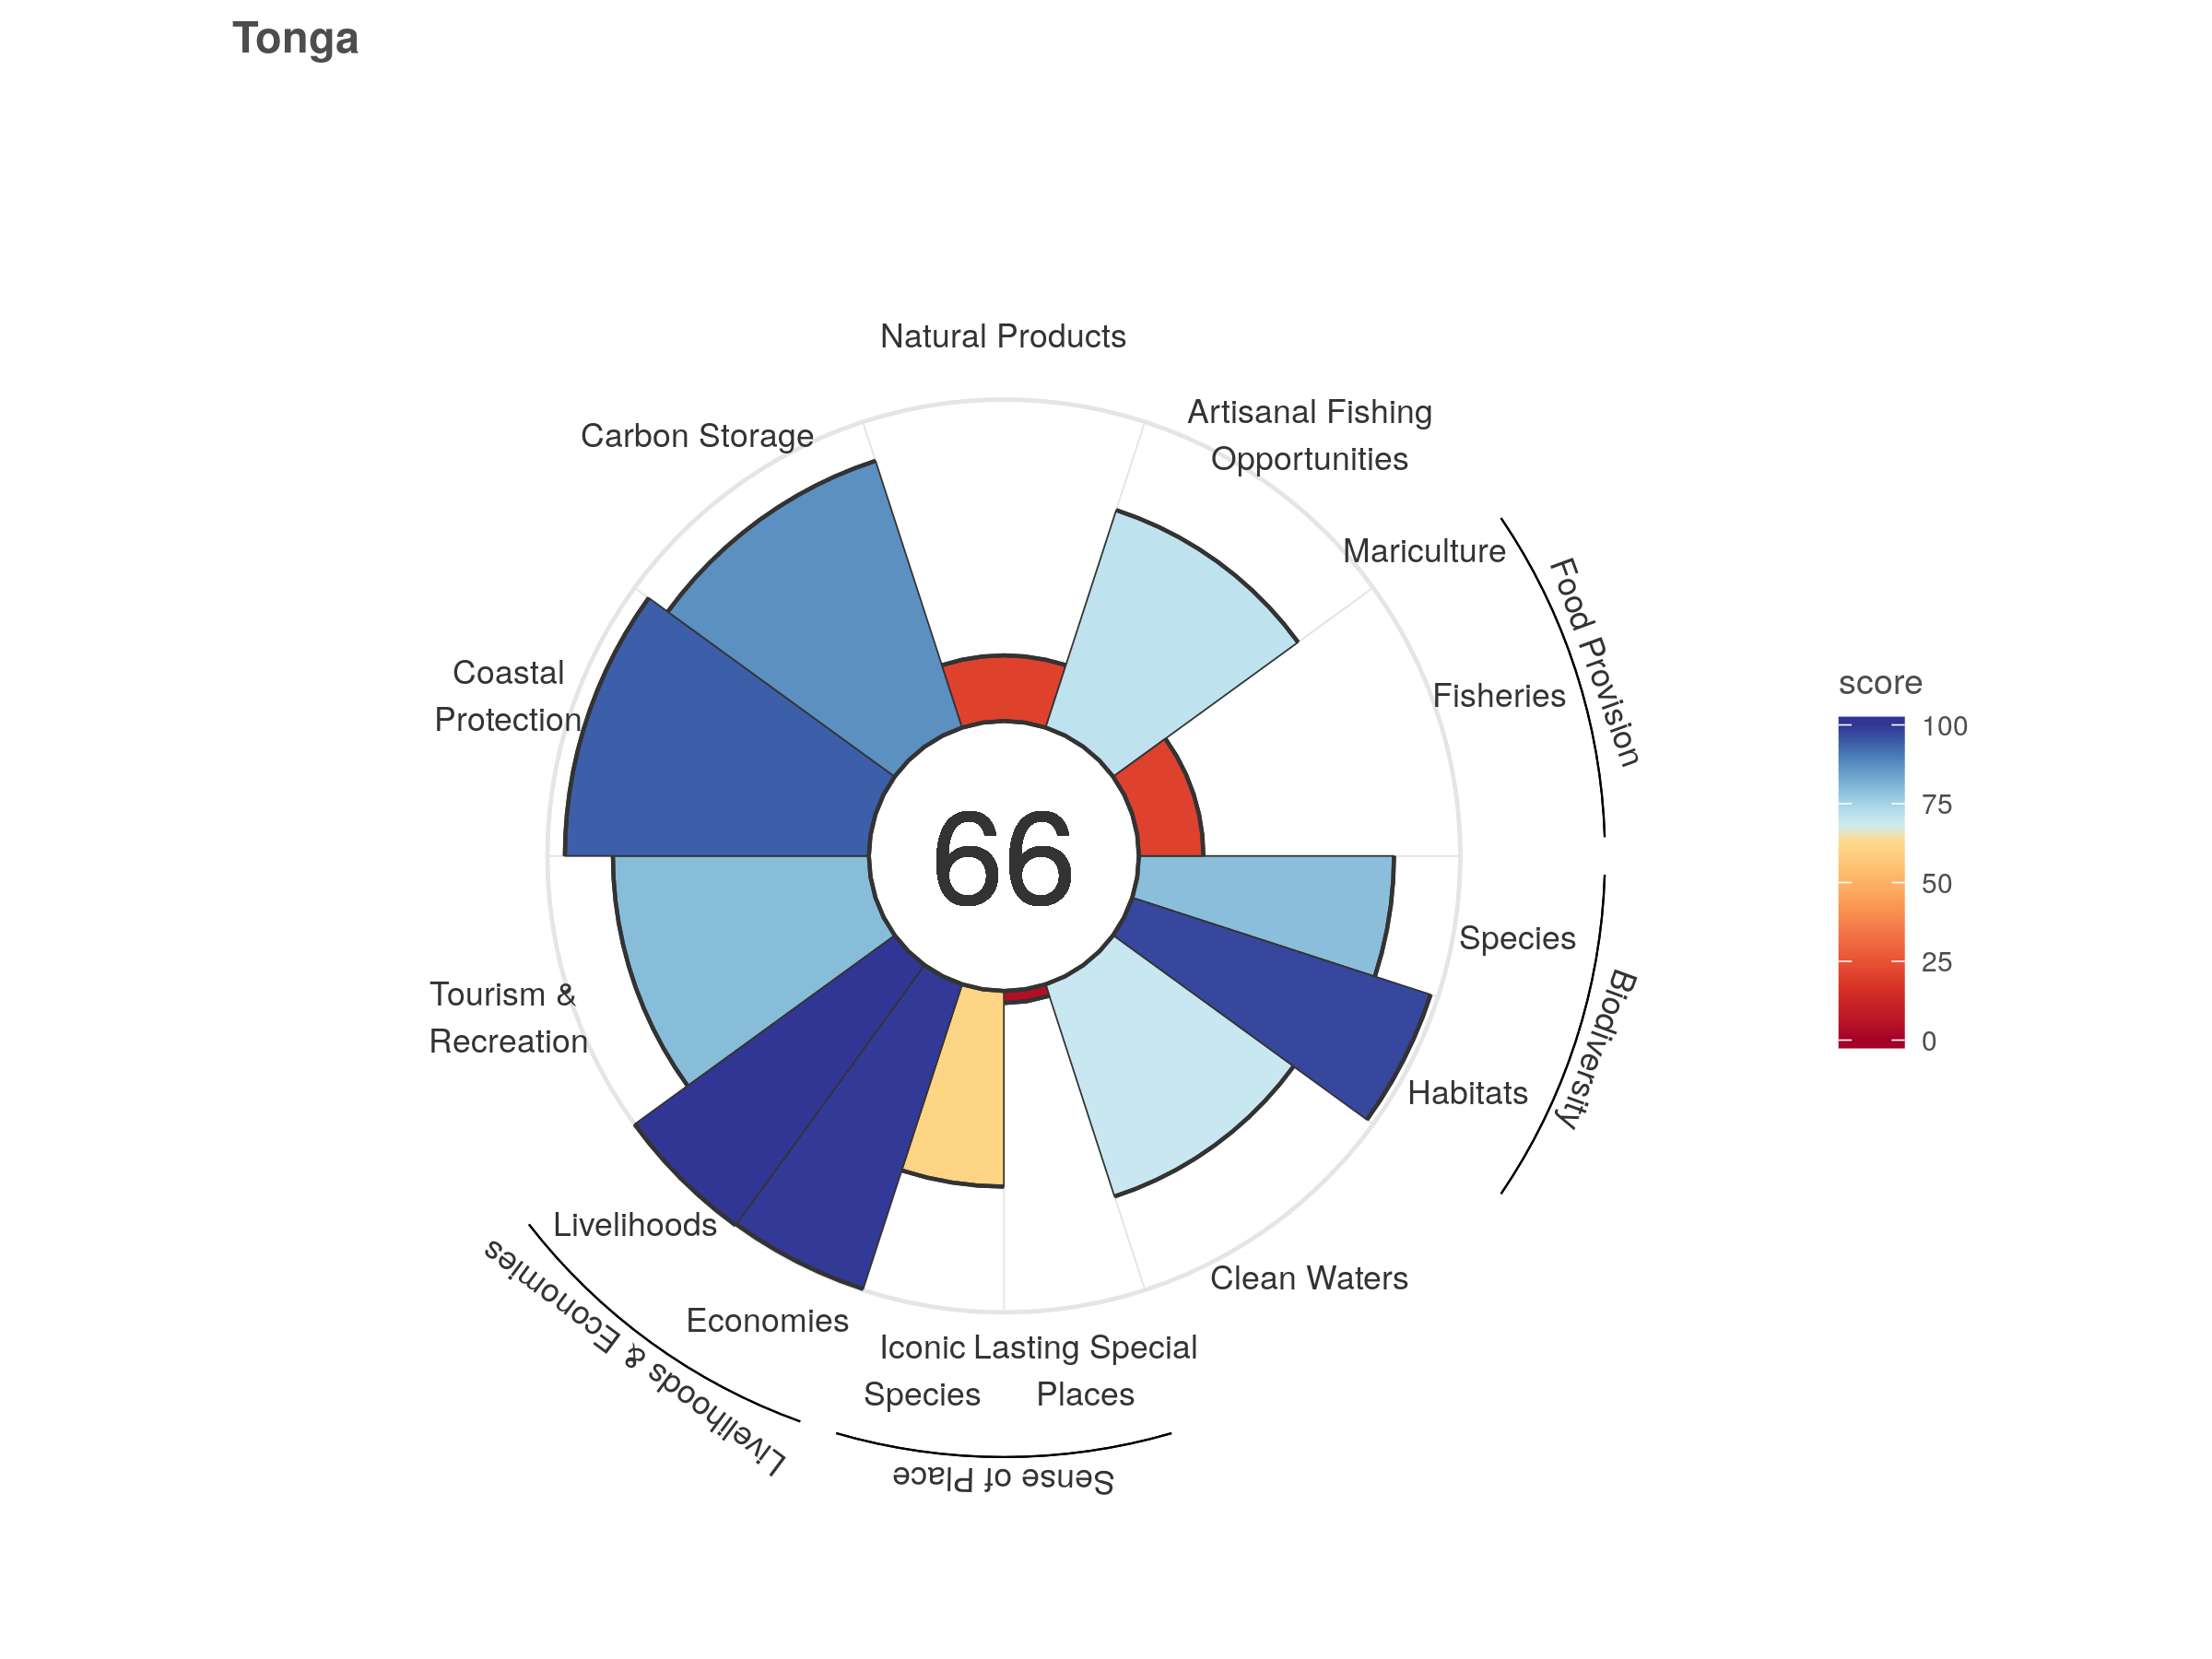 Tonga
Natural Products
Artisanal Fishing
Opportunities
Carbon Storage
Mariculture
Food Provision
Fisheries
Coastal
Protection
score
100
75
50
25
0
66
Species
Biodiversity
Tourism &
Recreation
Habitats
Livelihoods
Livelihoods & Economies
Clean Waters
Economies
Iconic
Species
Lasting Special
Places
Sense of Place